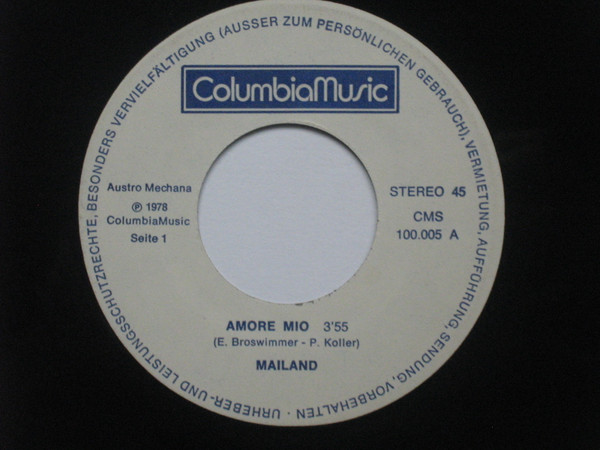 URHEBER- UND LEISTUNGSSCHUTZRECHTE, BESONDERS VERVIELFÄLTIGUNG (AUSSER ZUM PERSÖNLICHEN GEBRAUCH), VERMIETUNG, AUFFÜHRUNG, SENDUNG, VORBEHALTEN ·
ColumbiaMusic
Austro Mechana
℗ 1978
ColumbiaMusic
Seite 1
STEREO 45
CMS
100.005 A
AMORE MIO 3'55
(E. Broswimmer - P. Koller)
MAILAND